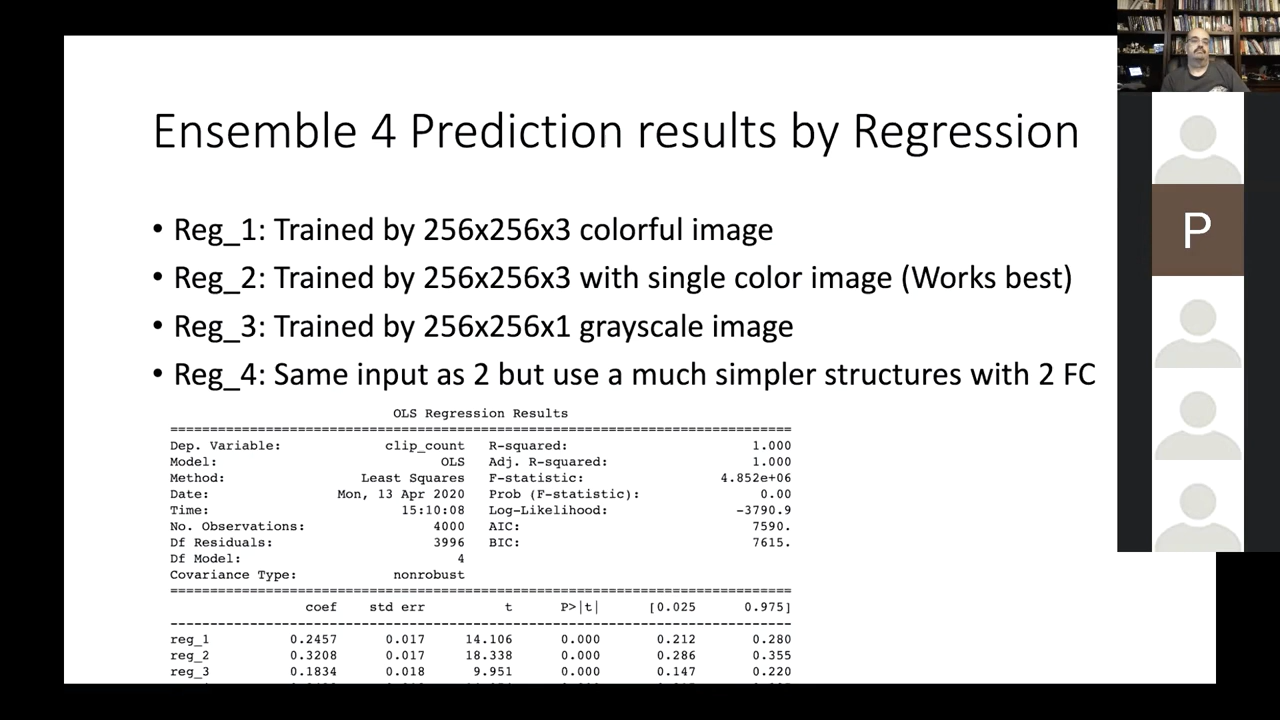 Ensemble 4 Prediction results by Regression
• Reg_1: Trained by 256x256x3 colorful image
• Reg_2: Trained by 256x256x3 with single color image (Works best)
• Reg_3: Trained by 256x256x1 grayscale image
• Reg_4: Same input as 2 but use a much simpler structures with 2 FC
OLS Regression Results
Dep. Variable: clip_count R-squared: 1.000
Model: OLS Adj. R-squared: 1.000
Method: Least Squares F-statistic: 4.852e+06
Date: Mon, 13 Apr 2020 Prob (F-statistic): 0.00
Time: 15:10:08 Log-Likelihood: -3790.9
No. Observations: 4000 AIC: 7590.
Df Residuals: 3996 BIC: 7615.
Df Model: 4
Covariance Type: nonrobust
coef std err t P>|t| [0.025 0.975]
reg_1 0.2457 0.017 14.106 0.000 0.212 0.280
reg_2 0.3208 0.017 18.338 0.000 0.286 0.355
reg_3 0.1834 0.018 9.951 0.000 0.147 0.220
P